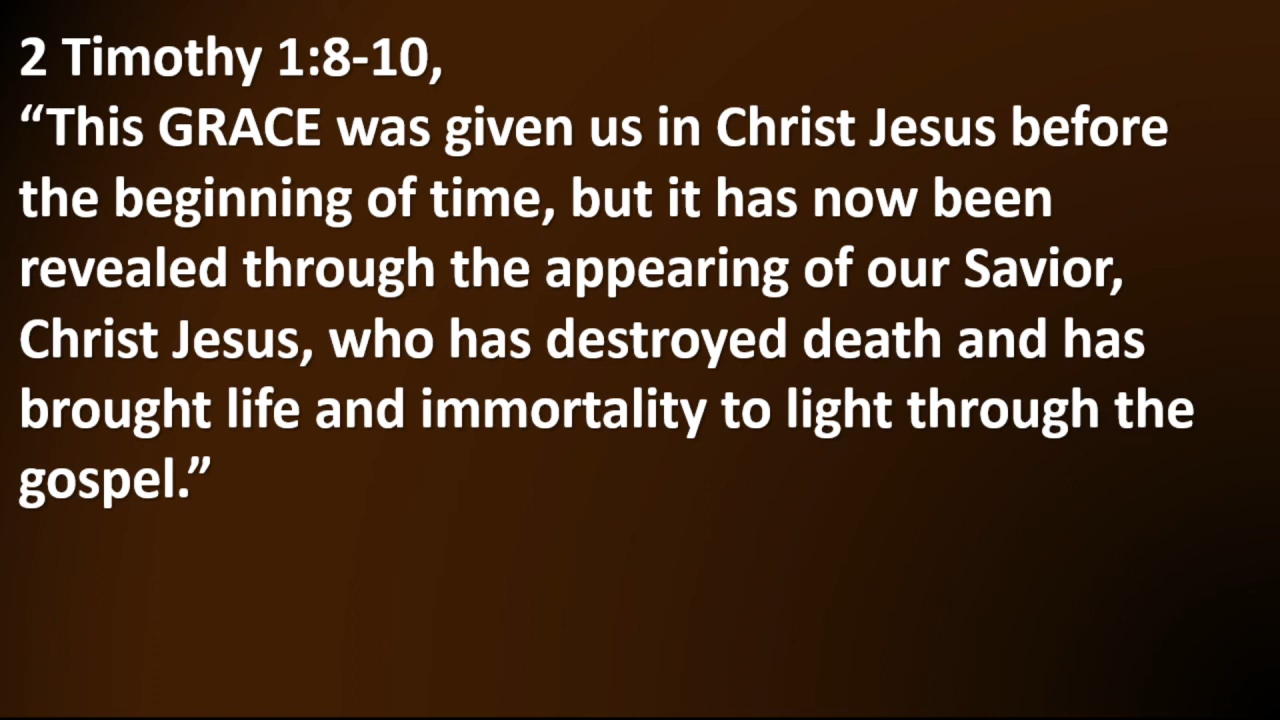 2 Timothy 1:8-10,
“This GRACE was given us in Christ Jesus before
the beginning of time, but it has now been
revealed through the appearing of our Savior,
Christ Jesus, who has destroyed death and has
brought life and immortality to light through the
gospel.”